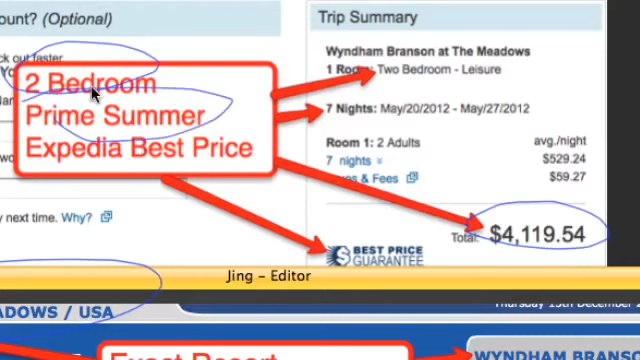 ount? (Optional)
Trip Summary
ck out faster
Wyndham Branson at The Meadows
Two Bedroom - Leisure
2 Bedroom
Prime Summer
Expedia Best Price
7 Nights: May/20/2012 - May/27/2012
Room 1: 2 Adults avg./night
7 nights $529.24
es & Fees $59.27
y next time. Why?
Total: $4,119.54
BEST PRICE
GUARANTEE
Jing - Editor
ADOWS / USA
Thursday 15th December
Exact Resort
WYNDHAM BRANSO